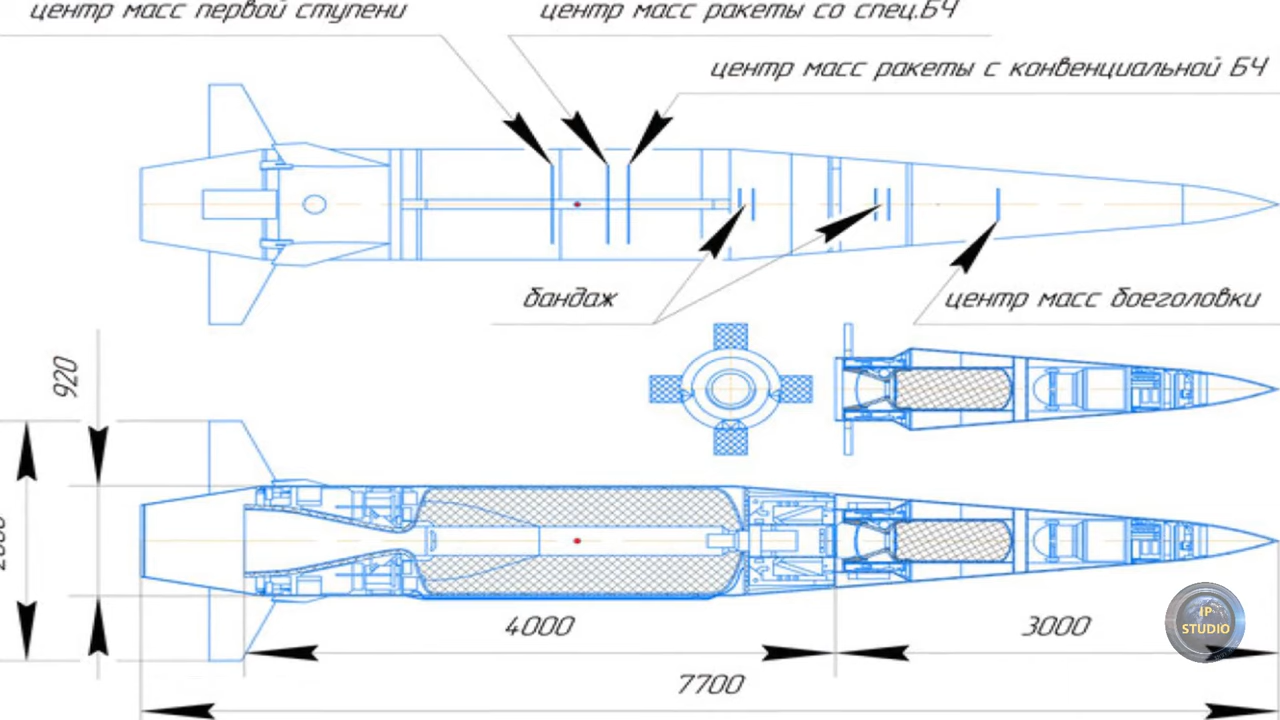 центр масс первой ступени
центр масс ракеты со спец.БЧ
центр масс ракеты с конвенциальной БЧ
бандаж
центр масс боеголовки
920
4000
3000
7700
IP
STUDIO